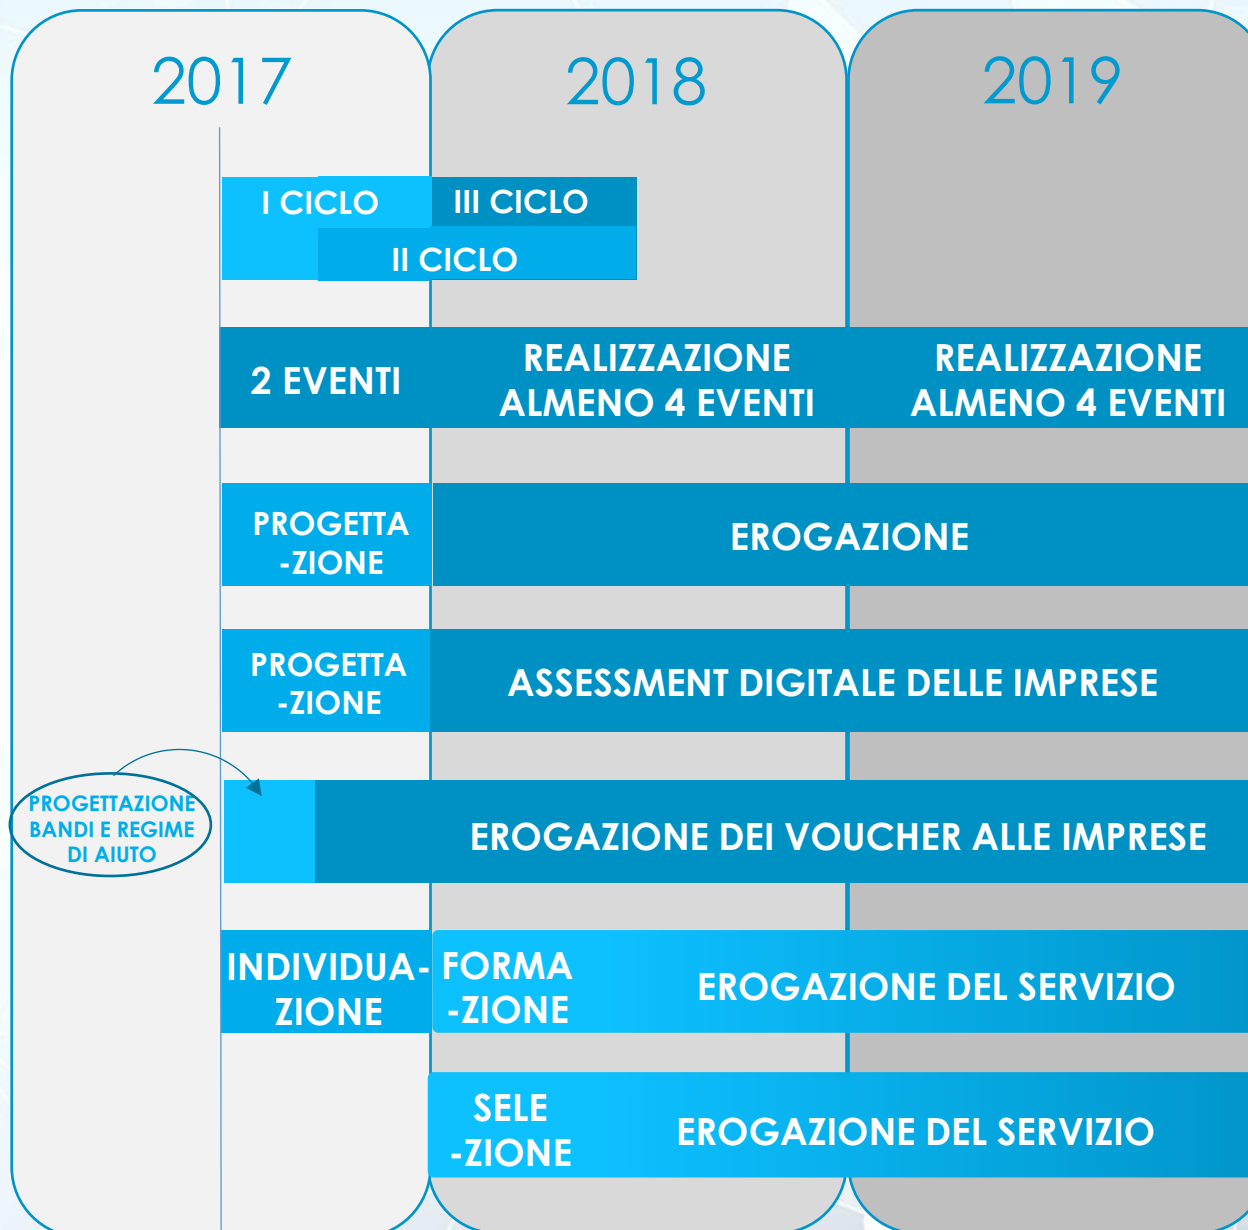 2017
2018
2019
I CICLO
III CICLO
II CICLO
2 EVENTI
REALIZZAZIONE
ALMENO 4 EVENTI
REALIZZAZIONE
ALMENO 4 EVENTI
PROGETTA
-ZIONE
EROGAZIONE
PROGETTA
-ZIONE
ASSESSMENT DIGITALE DELLE IMPRESE
PROGETTAZIONE
BANDI E REGIME
DI AIUTO
EROGAZIONE DEI VOUCHER ALLE IMPRESE
INDIVIDUA-
ZIONE
FORMA
-ZIONE
EROGAZIONE DEL SERVIZIO
SELE
-ZIONE
EROGAZIONE DEL SERVIZIO